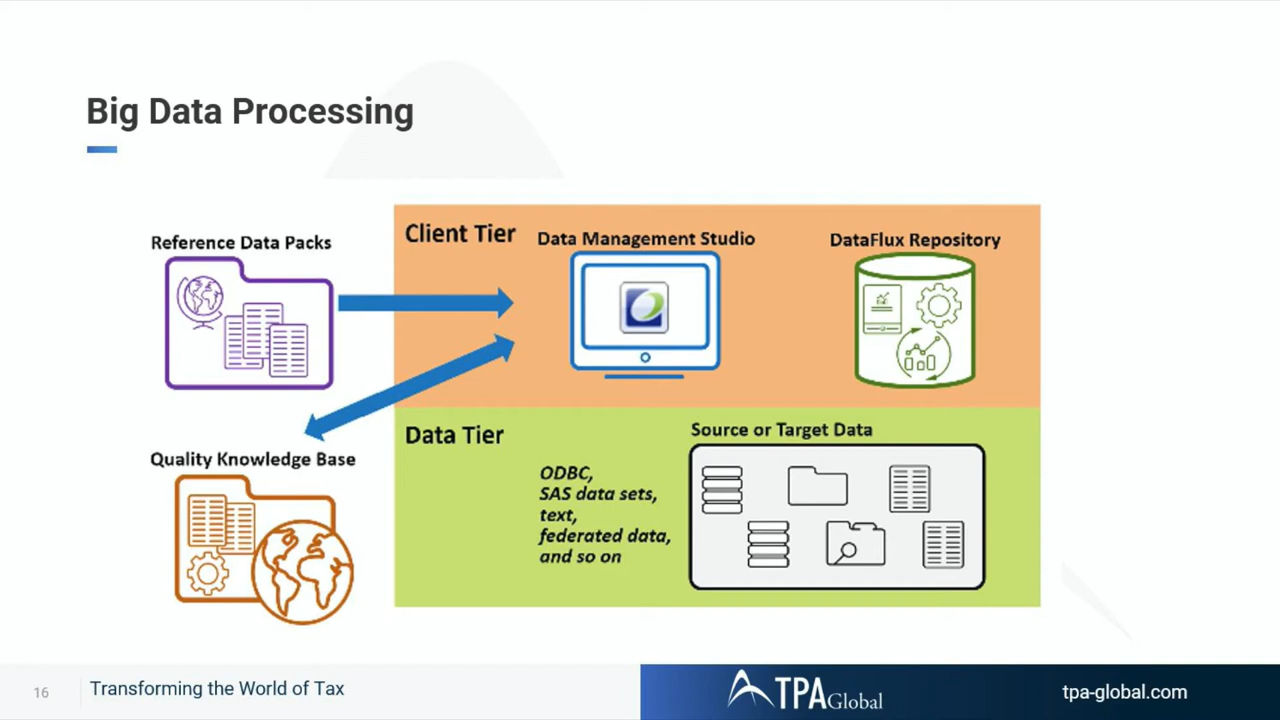 Big Data Processing
Reference Data Packs
Client Tier
Data Management Studio
DataFlux Repository
Quality Knowledge Base
Data Tier
ODBC,
SAS data sets,
text,
federated data,
and so on
Source or Target Data
16
Transforming the World of Tax
TPA Global
tpa-global.com